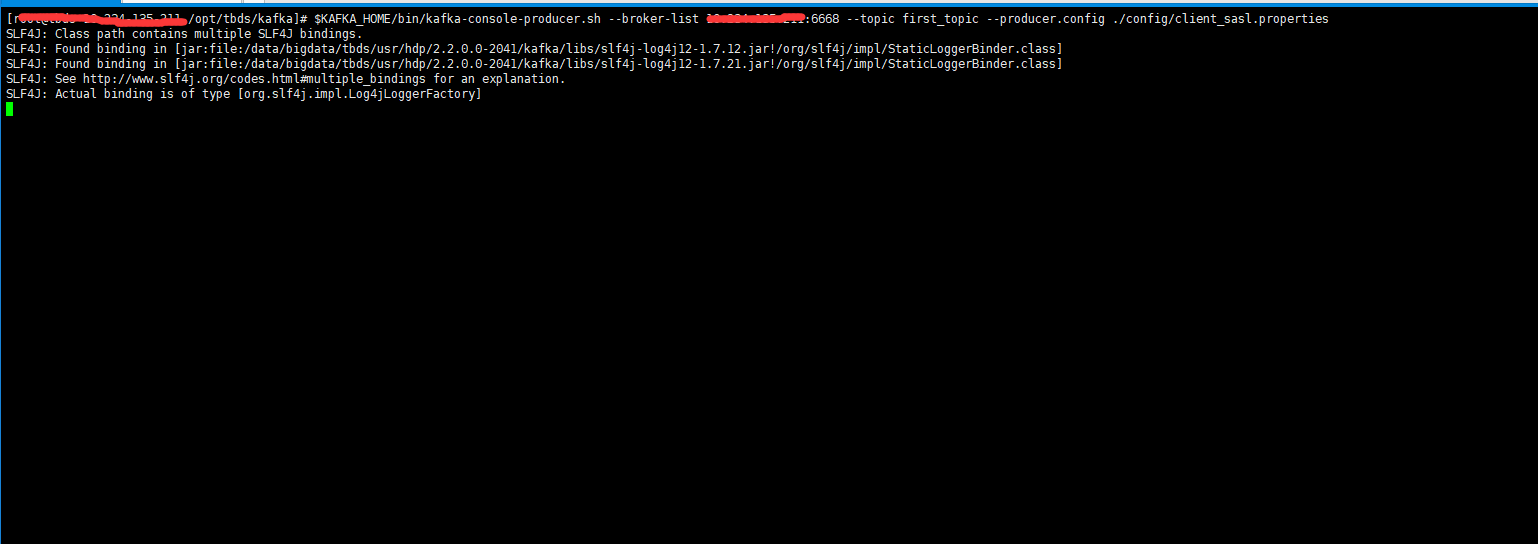 /opt/tbds/kafka]# $KAFKA_HOME/bin/kafka-console-producer.sh --broker-list :6668 --topic first_topic --producer.config ./config/client_sasl.properties
SLF4J: Class path contains multiple SLF4J bindings.
SLF4J: Found binding in [jar:file:/data/bigdata/tbds/usr/hdp/2.2.0.0-2041/kafka/libs/slf4j-log4j12-1.7.12.jar!/org/slf4j/impl/StaticLoggerBinder.class]
SLF4J: Found binding in [jar:file:/data/bigdata/tbds/usr/hdp/2.2.0.0-2041/kafka/libs/slf4j-log4j12-1.7.21.jar!/org/slf4j/impl/StaticLoggerBinder.class]
SLF4J: See http://www.slf4j.org/codes.html#multiple_bindings for an explanation.
SLF4J: Actual binding is of type [org.slf4j.impl.Log4jLoggerFactory]